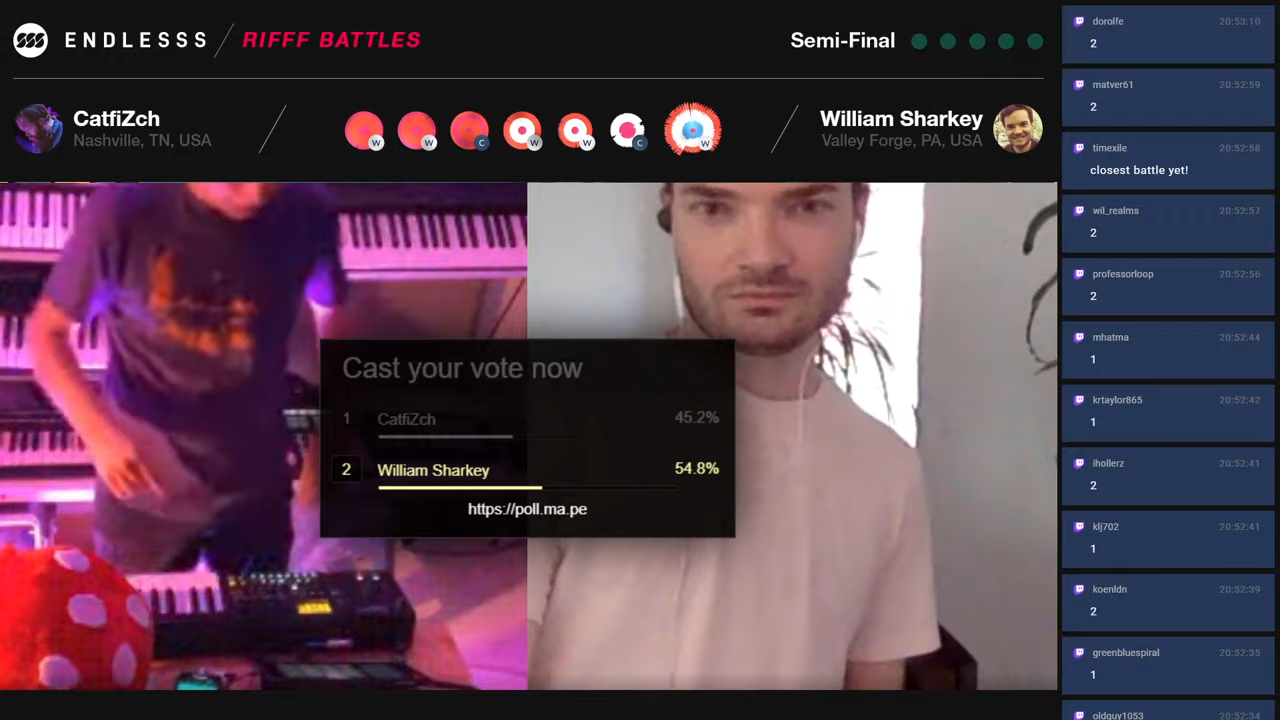 ENDLESSS / RIFFF BATTLES
Semi-Final
CatfiZch
Nashville, TN, USA
W W C W W C W
William Sharkey
Valley Forge, PA, USA
Cast your vote now
1 CatfiZch 45.2%
2 William Sharkey 54.8%
https://poll.ma.pe
dorolfe 20:53:10
2
matver61 20:52:59
2
timexile 20:52:58
closest battle yet!
wil_realms 20:52:57
2
professorloop 20:52:56
2
mhatma 20:52:44
1
krtaylor865 20:52:42
1
ihollerz 20:52:41
2
klj702 20:52:41
1
koenldn 20:52:39
2
greenbluespiral 20:52:35
1
oldguy1053 20:52:34